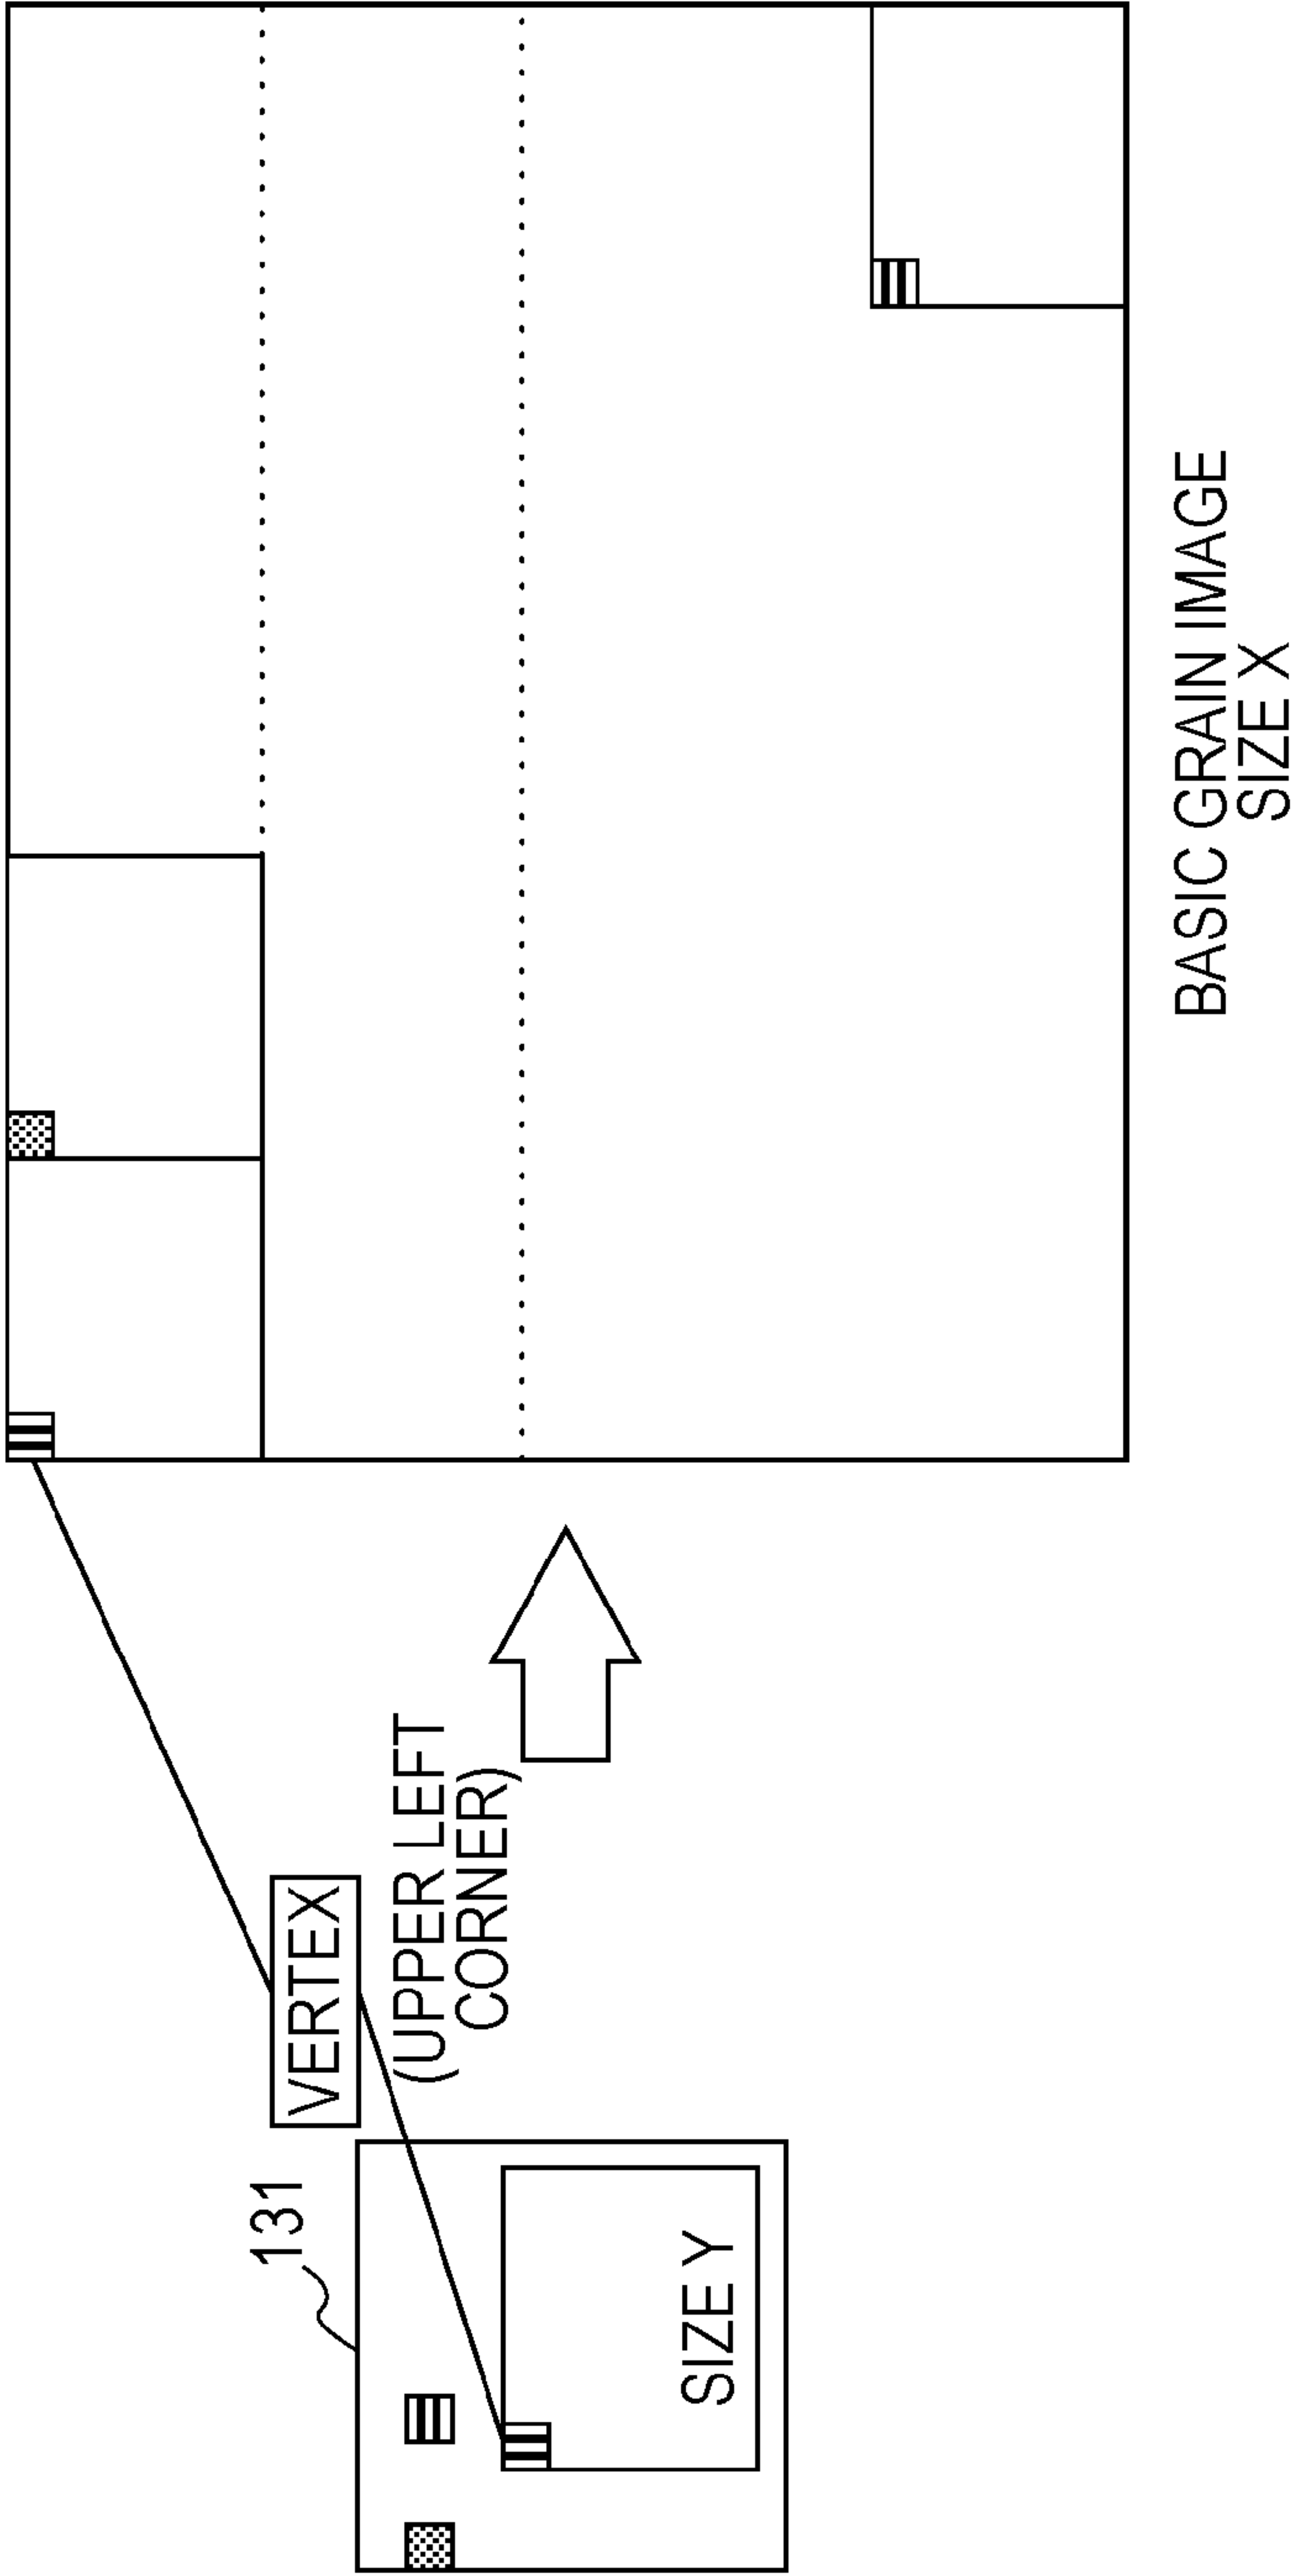 131
VERTEX
(UPPER LEFT
CORNER)
SIZE Y
BASIC GRAIN IMAGE
SIZE X